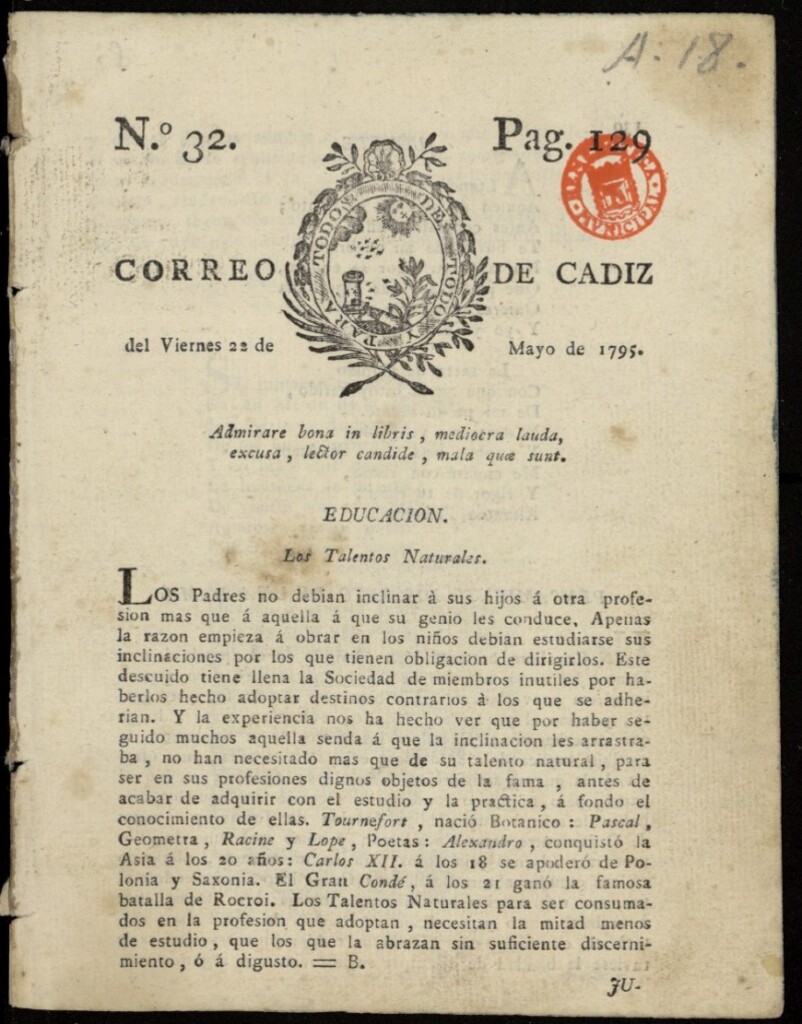 A. 18.
N.º 32.
Pag. 129
TODO DE TODO Y PARA
CORREO
DE CADIZ
del Viernes 22 de
Mayo de 1795.
Admirare bona in libris, mediocra lauda,
excusa, lector candide, mala quæ sunt.
EDUCACION.
Los Talentos Naturales.
LOS Padres no debian inclinar à sus hijos á otra profe-
sion mas que á aquella á que su genio les conduce. Apenas
la razon empieza á obrar en los niños debian estudiarse sus
inclinaciones por los que tienen obligacion de dirigirlos. Este
descuido tiene llena la Sociedad de miembros inutiles por ha-
berlos hecho adoptar destinos contrarios à los que se adhe-
rian. Y la experiencia nos ha hecho ver que por haber se-
guido muchos aquella senda á que la inclinacion les arrastra-
ba, no han necesitado mas que de su talento natural, para
ser en sus profesiones dignos objetos de la fama, antes de
acabar de adquirir con el estudio y la practica, á fondo el
conocimiento de ellas. Tournefort, nació Botanico: Pascal,
Geometra, Racine y Lope, Poetas: Alexandro, conquistó la
Asia á los 20 años: Carlos XII. á los 18 se apoderó de Po-
lonia y Saxonia. El Gran Condé, á los 21 ganó la famosa
batalla de Rocroi. Los Talentos Naturales para ser consuma-
dos en la profesion que adoptan, necesitan la mitad menos
de estudio, que los que la abrazan sin suficiente discerni-
miento, ó á digusto. = B.
JU-